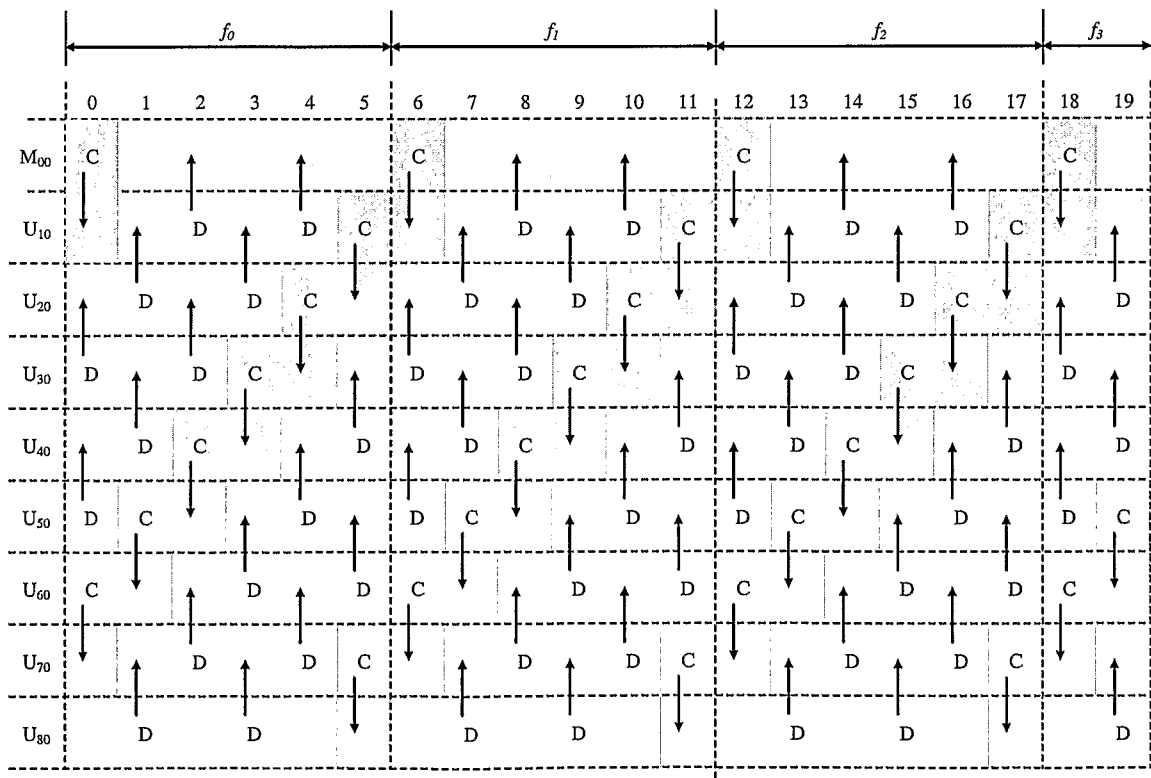 f₀ f₁ f₂ f₃
0 1 2 3 4 5 6 7 8 9 10 11 12 13 14 15 16 17 18 19
M₀₀ C C C C
U₁₀ D D C D D C D D C
U₂₀ D D C D D C D D C D
U₃₀ D D C D D C D D C D
U₄₀ D C D D C D D C D D
U₅₀ D C D D C D D C D D C
U₆₀ C D D C D D C D D C
U₇₀ D D C D D C D D C
U₈₀ D D D D D D D